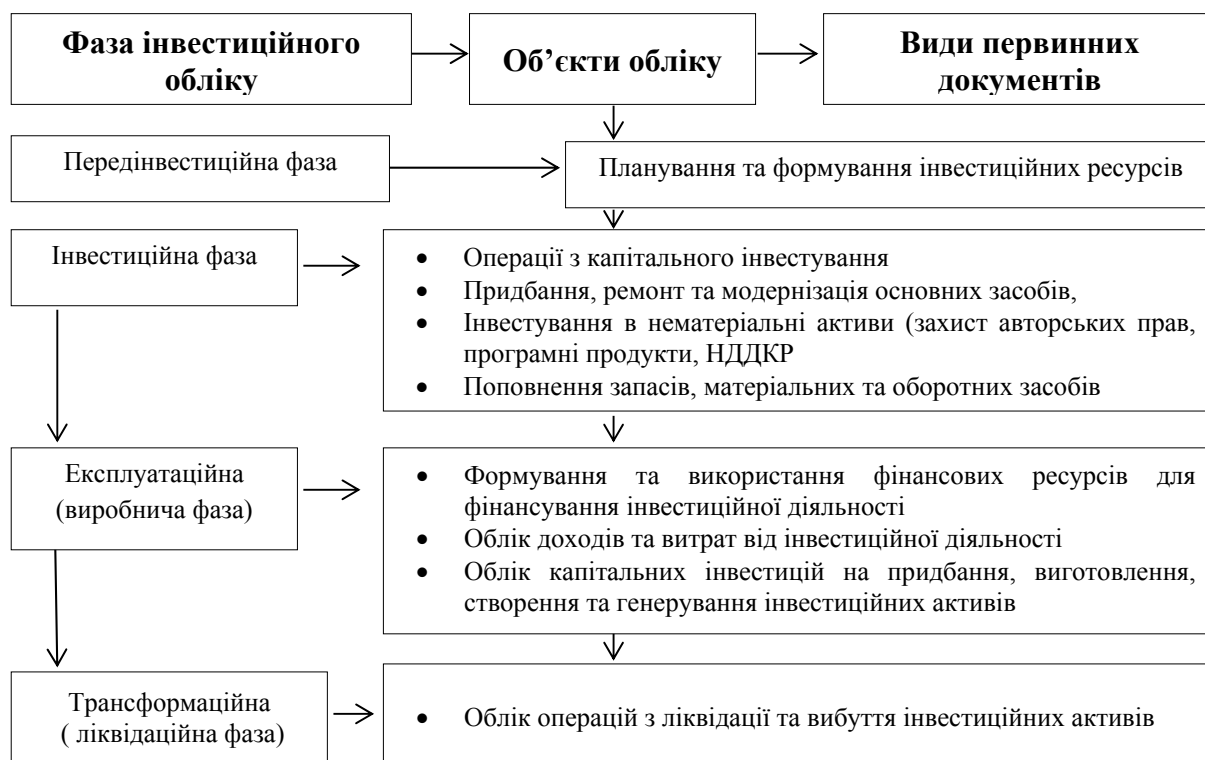 Фаза інвестиційного
обліку
Об’єкти обліку
Види первинних
документів
Передінвестиційна фаза
Планування та формування інвестиційних ресурсів
Інвестиційна фаза
• Операції з капітального інвестування
• Придбання, ремонт та модернізація основних засобів,
• Інвестування в нематеріальні активи (захист авторських прав,
програмні продукти, НДДКР
• Поповнення запасів, матеріальних та оборотних засобів
Експлуатаційна
(виробнича фаза)
• Формування та використання фінансових ресурсів для
фінансування інвестиційної діяльності
• Облік доходів та витрат від інвестиційної діяльності
• Облік капітальних інвестицій на придбання, виготовлення,
створення та генерування інвестиційних активів
Трансформаційна
( ліквідаційна фаза)
• Облік операцій з ліквідації та вибуття інвестиційних активів